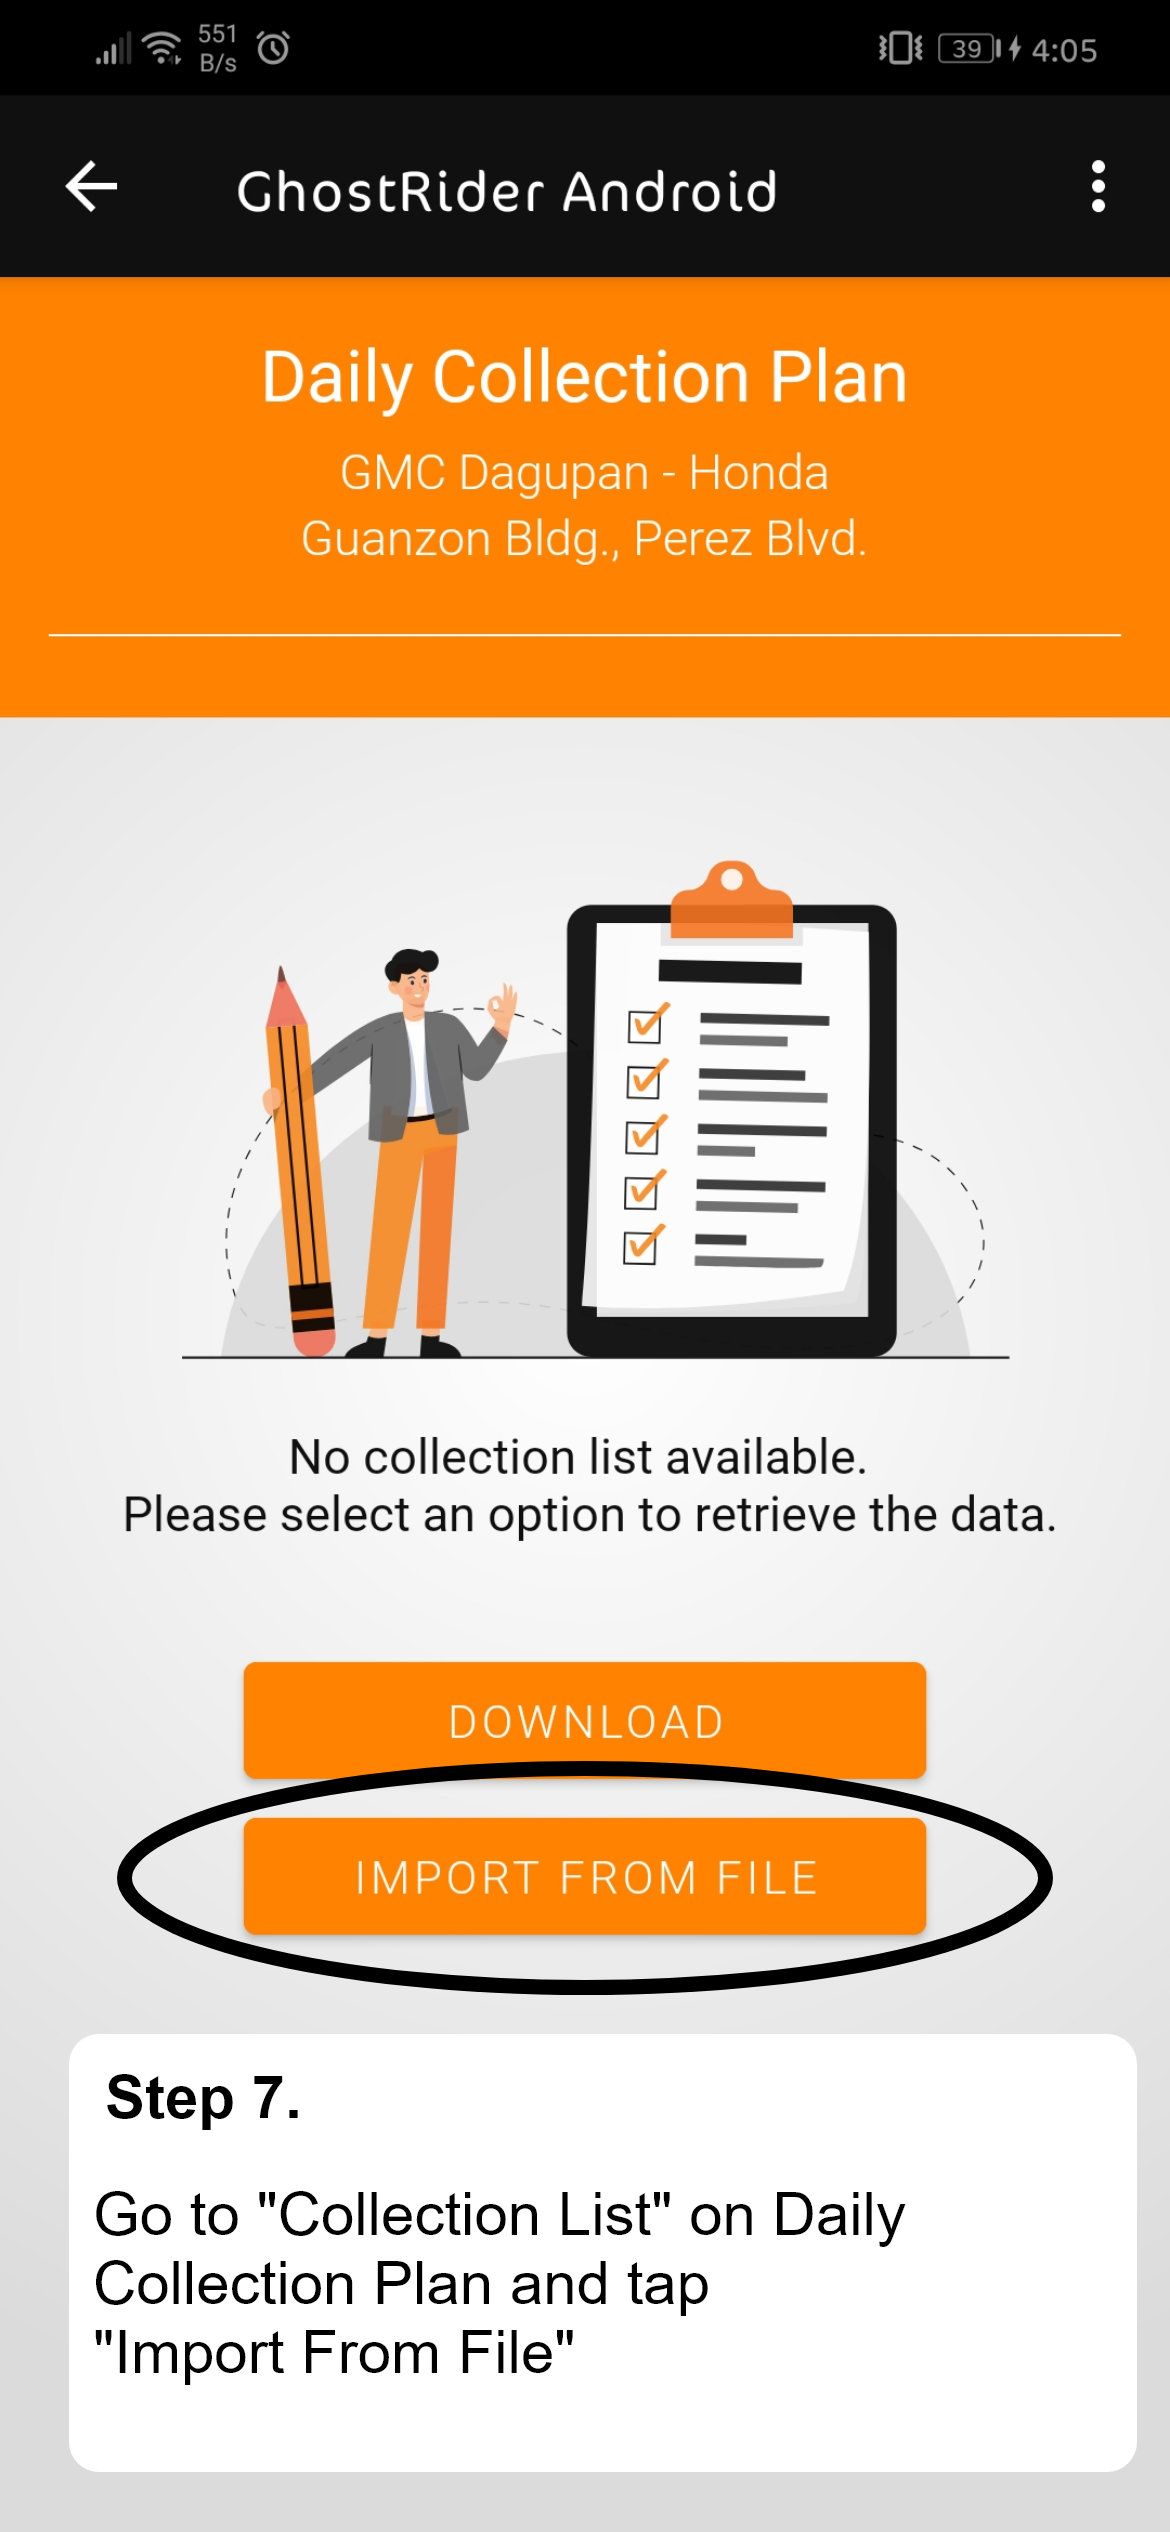 551
B/s
39
4:05
GhostRider Android
Daily Collection Plan
GMC Dagupan - Honda
Guanzon Bldg., Perez Blvd.
No collection list available.
Please select an option to retrieve the data.
DOWNLOAD
IMPORT FROM FILE
Step 7.
Go to "Collection List" on Daily
Collection Plan and tap
"Import From File"